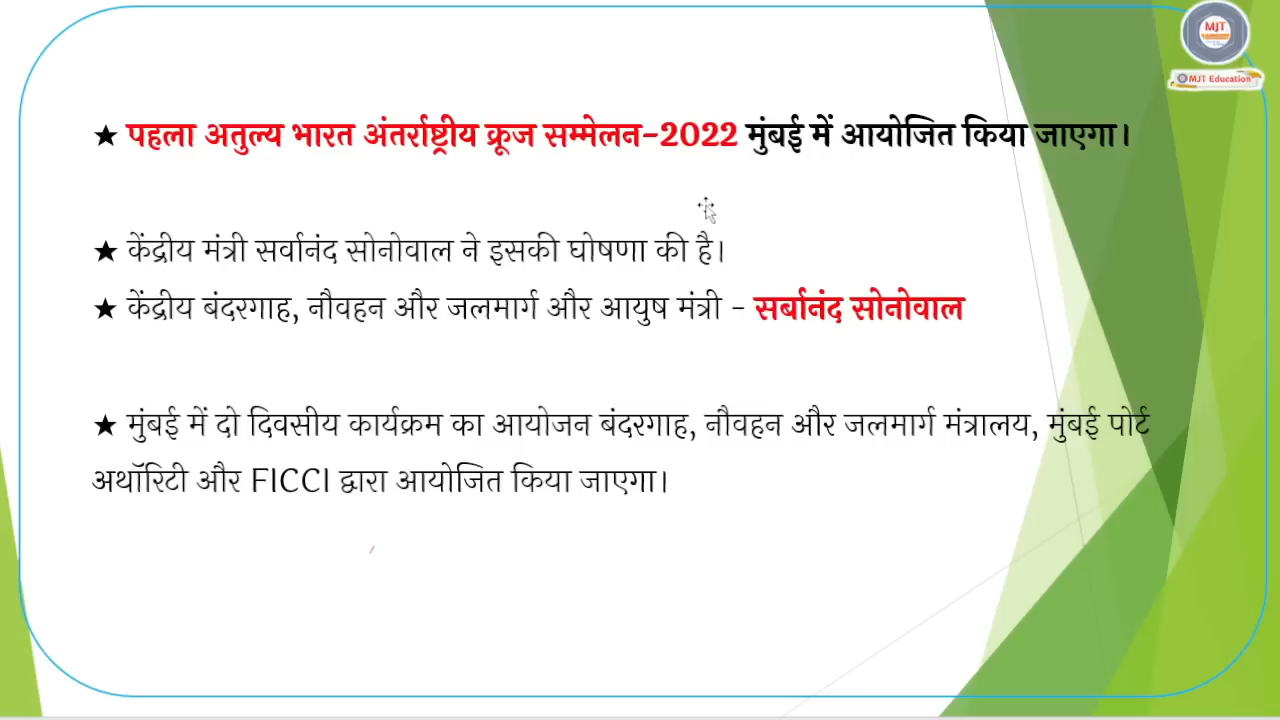 MJT
MJT Education
★ पहला अतुल्य भारत अंतर्राष्ट्रीय क्रूज सम्मेलन-2022 मुंबई में आयोजित किया जाएगा।
★ केंद्रीय मंत्री सर्वानंद सोनोवाल ने इसकी घोषणा की है।
★ केंद्रीय बंदरगाह, नौवहन और जलमार्ग और आयुष मंत्री - सर्बानंद सोनोवाल
★ मुंबई में दो दिवसीय कार्यक्रम का आयोजन बंदरगाह, नौवहन और जलमार्ग मंत्रालय, मुंबई पोर्ट
अथॉरिटी और FICCI द्वारा आयोजित किया जाएगा।